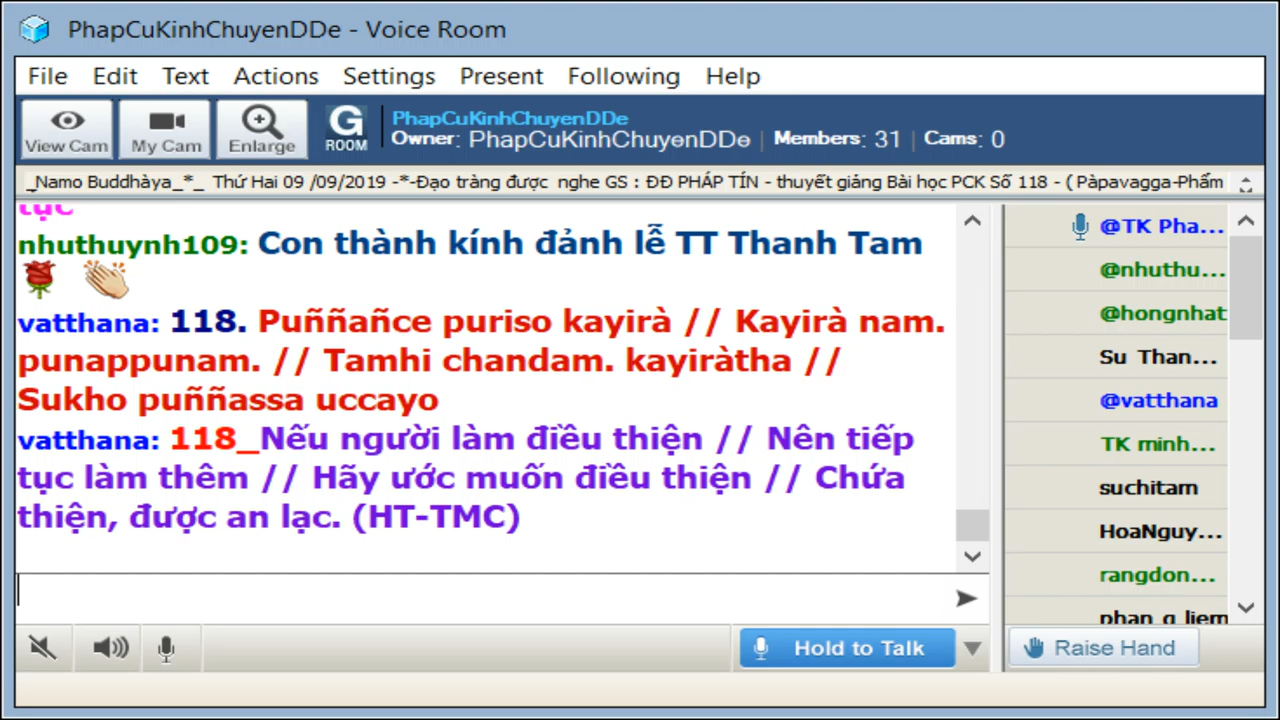 PhapCuKinhChuyenDDe - Voice Room
File Edit Text Actions Settings Present Following Help
View Cam My Cam Enlarge G ROOM
PhapCuKinhChuyenDDe
Owner: PhapCuKinhChuyenDDe | Members: 31 | Cams: 0
_Namo Buddhàya_*_ Thứ Hai 09 /09/2019 -*-Đạo tràng được nghe GS : ĐĐ PHÁP TÍN - thuyết giảng Bài học PCK Số 118 - ( Pàpavagga-Phẩm
tục
nhuthuynh109: Con thành kính đảnh lễ TT Thanh Tam
vatthana: 118. Puññañce puriso kayirà // Kayirà nam.
punappunam. // Tamhi chandam. kayiràtha //
Sukho puññassa uccayo
vatthana: 118_Nếu người làm điều thiện // Nên tiếp
tục làm thêm // Hãy ước muốn điều thiện // Chứa
thiện, được an lạc. (HT-TMC)
@TK Pha...
@nhuthu...
@hongnhat
Su Than...
@vatthana
TK minh...
suchitam
HoaNguy...
rangdon...
phan q liem
Hold to Talk
Raise Hand